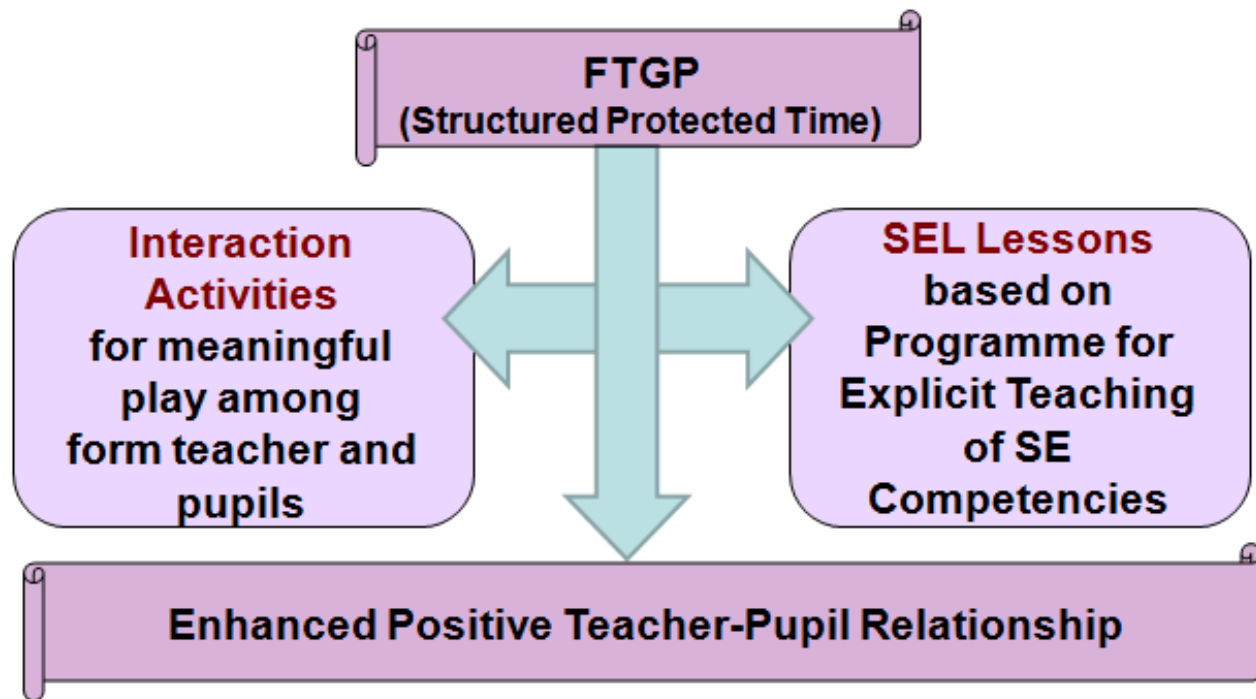 FTGP
(Structured Protected Time)
Interaction
Activities
for meaningful
play among
form teacher and
pupils
SEL Lessons
based on
Programme for
Explicit Teaching
of SE
Competencies
Enhanced Positive Teacher-Pupil Relationship